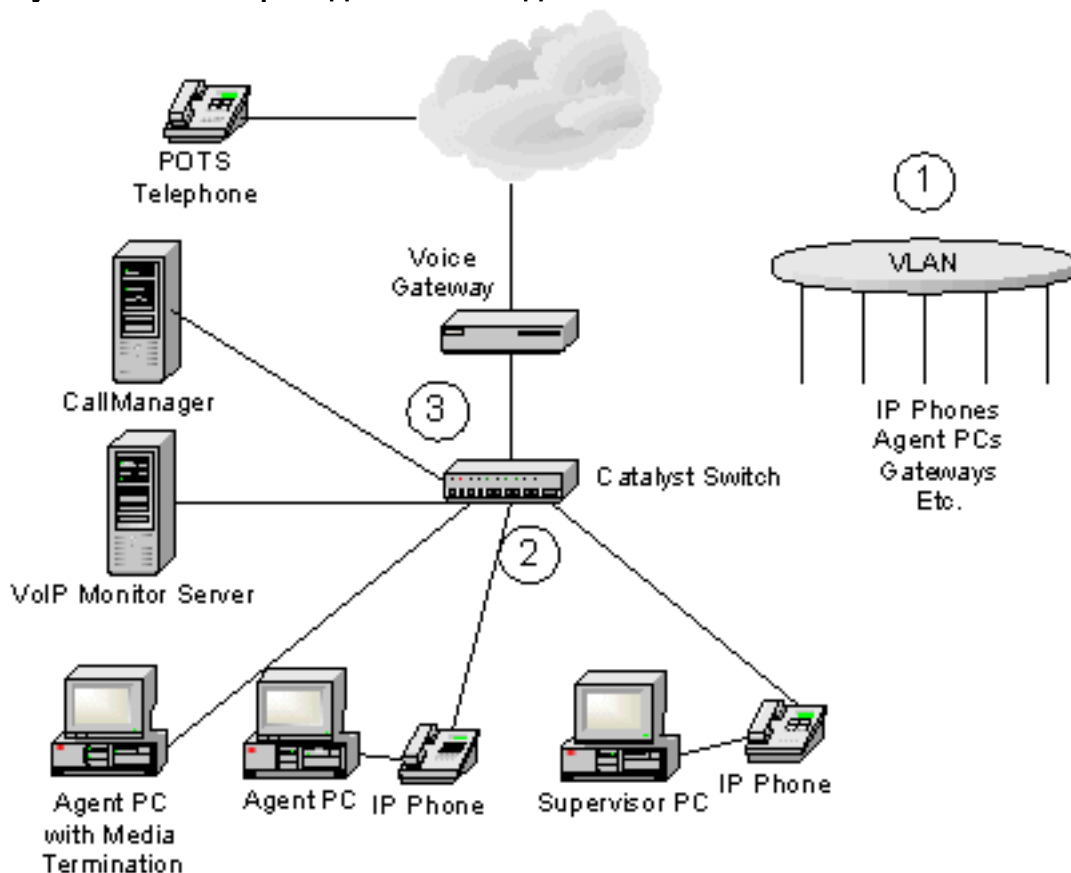 POTS
Telephone
1
Voice
Gateway
VLAN
CallManager
3
IP Phones
Agent PCs
Gateways
Etc.
Catalyst Switch
2
VoIP Monitor Server
Agent PC
with Media
Termination
Agent PC
IP Phone
Supervisor PC
IP Phone